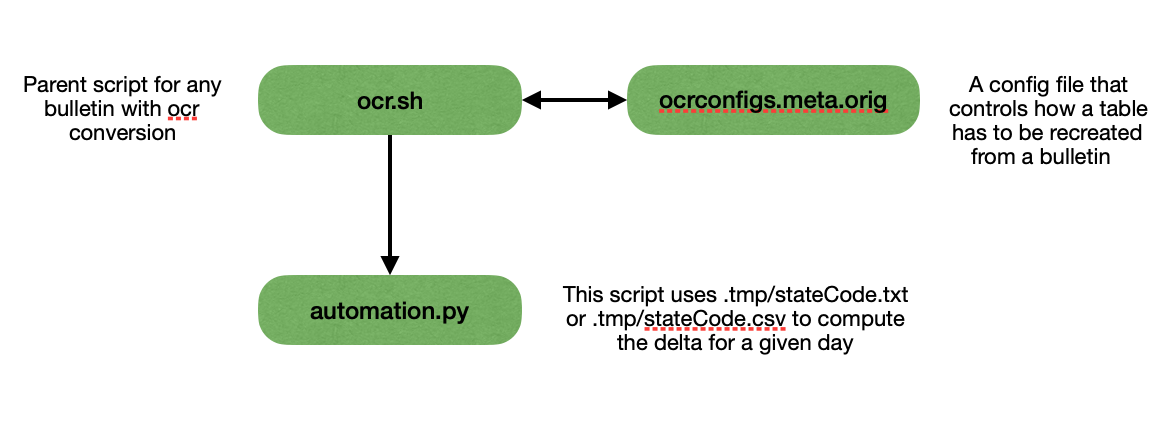 Parent script for any
bulletin with ocr
conversion
ocr.sh
ocrconfigs.meta.orig
A config file that
controls how a table
has to be recreated
from a bulletin
automation.py
This script uses .tmp/stateCode.txt
or .tmp/stateCode.csv to compute
the delta for a given day